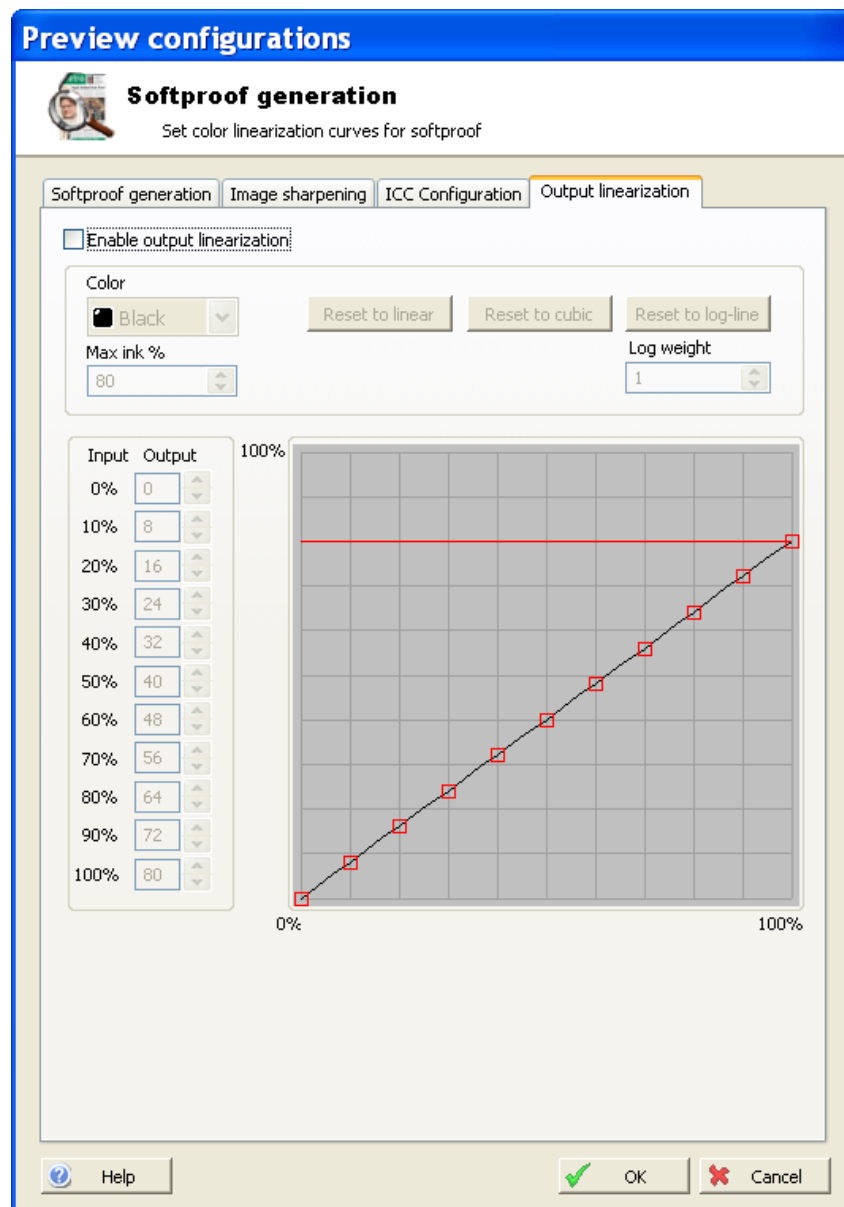 Preview configurations
Softproof generation
Set color linearization curves for softproof
Softproof generation Image sharpening ICC Configuration Output linearization
Enable output linearization
Color
Black Reset to linear Reset to cubic Reset to log-line
Max ink % Log weight
80 1
Input Output 100%
0% 0
10% 8
20% 16
30% 24
40% 32
50% 40
60% 48
70% 56
80% 64
90% 72
100% 80
0% 100%
Help OK Cancel